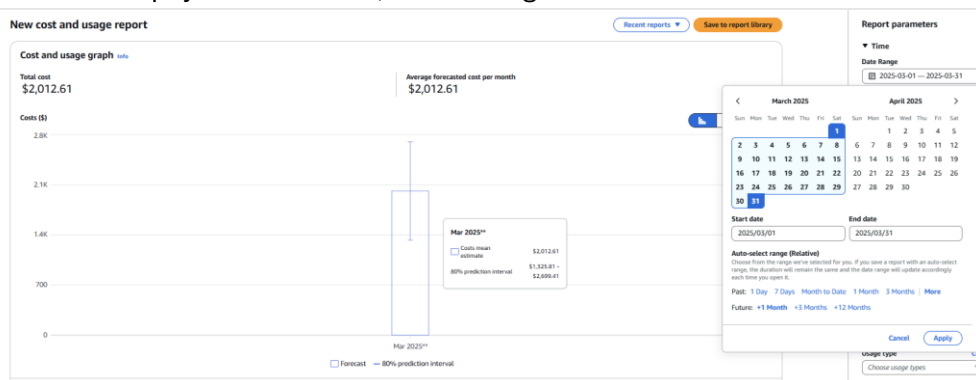 New cost and usage report
Recent reports ▼
Save to report library
Cost and usage graph Info
Total cost
$2,012.61
Average forecasted cost per month
$2,012.61
Costs ($)
2.8K
2.1K
1.4K
700
0
Mar 2025**
Costs mean estimate $2,012.61
80% prediction interval $1,325.81 - $2,699.41
Mar 2025**
Forecast
80% prediction interval
Report parameters
▼ Time
Date Range
2025-03-01 — 2025-03-31
March 2025
Sun Mon Tue Wed Thu Fri Sat
1
2 3 4 5 6 7 8
9 10 11 12 13 14 15
16 17 18 19 20 21 22
23 24 25 26 27 28 29
30 31
April 2025
Sun Mon Tue Wed Thu Fri Sat
1 2 3 4 5
6 7 8 9 10 11 12
13 14 15 16 17 18 19
20 21 22 23 24 25 26
27 28 29 30
Start date
2025/03/01
End date
2025/03/31
Auto-select range (Relative)
Choose from the range we've selected for you. If you save a report with an auto-select
range, the duration will remain the same and the date range will update accordingly
each time you open it.
Past: 1 Day 7 Days Month to Date 1 Month 3 Months | More
Future: +1 Month +3 Months +12 Months
Cancel
Apply
Usage type
Choose usage types